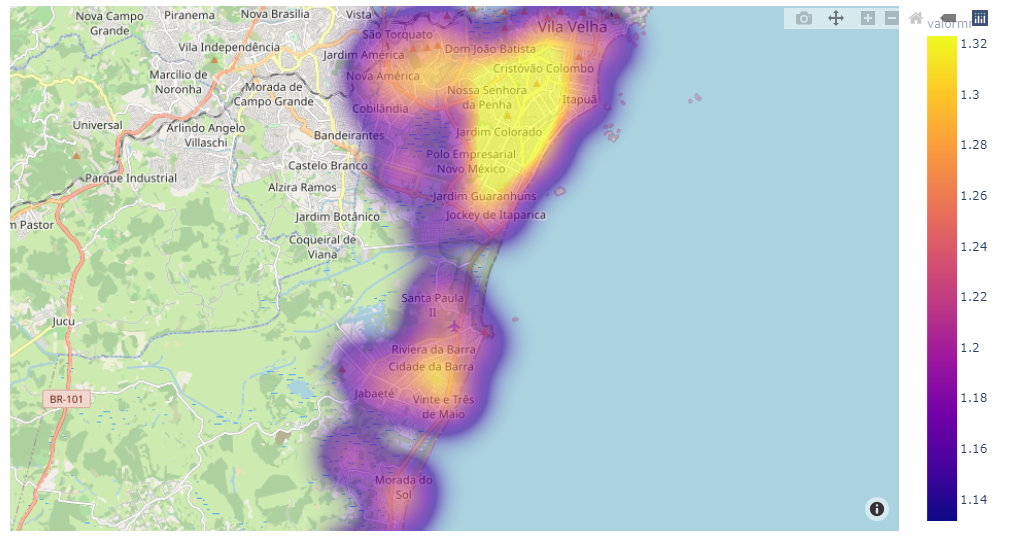 Nova Campo
Grande
Piranema
Nova Brasilia
Vista
São Torquato
Vila Velha
Vila Independência
Jardim América
Dom João Batista
Marcílio de
Noronha
Nova América
Cristóvão Colombo
Morada de
Campo Grande
Nossa Senhora
da Penha
Itapuã
Cobilândia
Universal
Arlindo Angelo
Villaschi
Bandeirantes
Jardim Colorado
Castelo Branco
Polo Empresarial
Novo México
Parque Industrial
Alzira Ramos
Jardim Guaranhuns
m Pastor
Jardim Botânico
Jockey de Itaparica
Coqueiral de
Viana
Santa Paula
II
Jucu
Riviera da Barra
Cidade da Barra
BR-101
Jabaeté
Vinte e Três
de Maio
Morada do
Sol
1.32
1.3
1.28
1.26
1.24
1.22
1.2
1.18
1.16
1.14